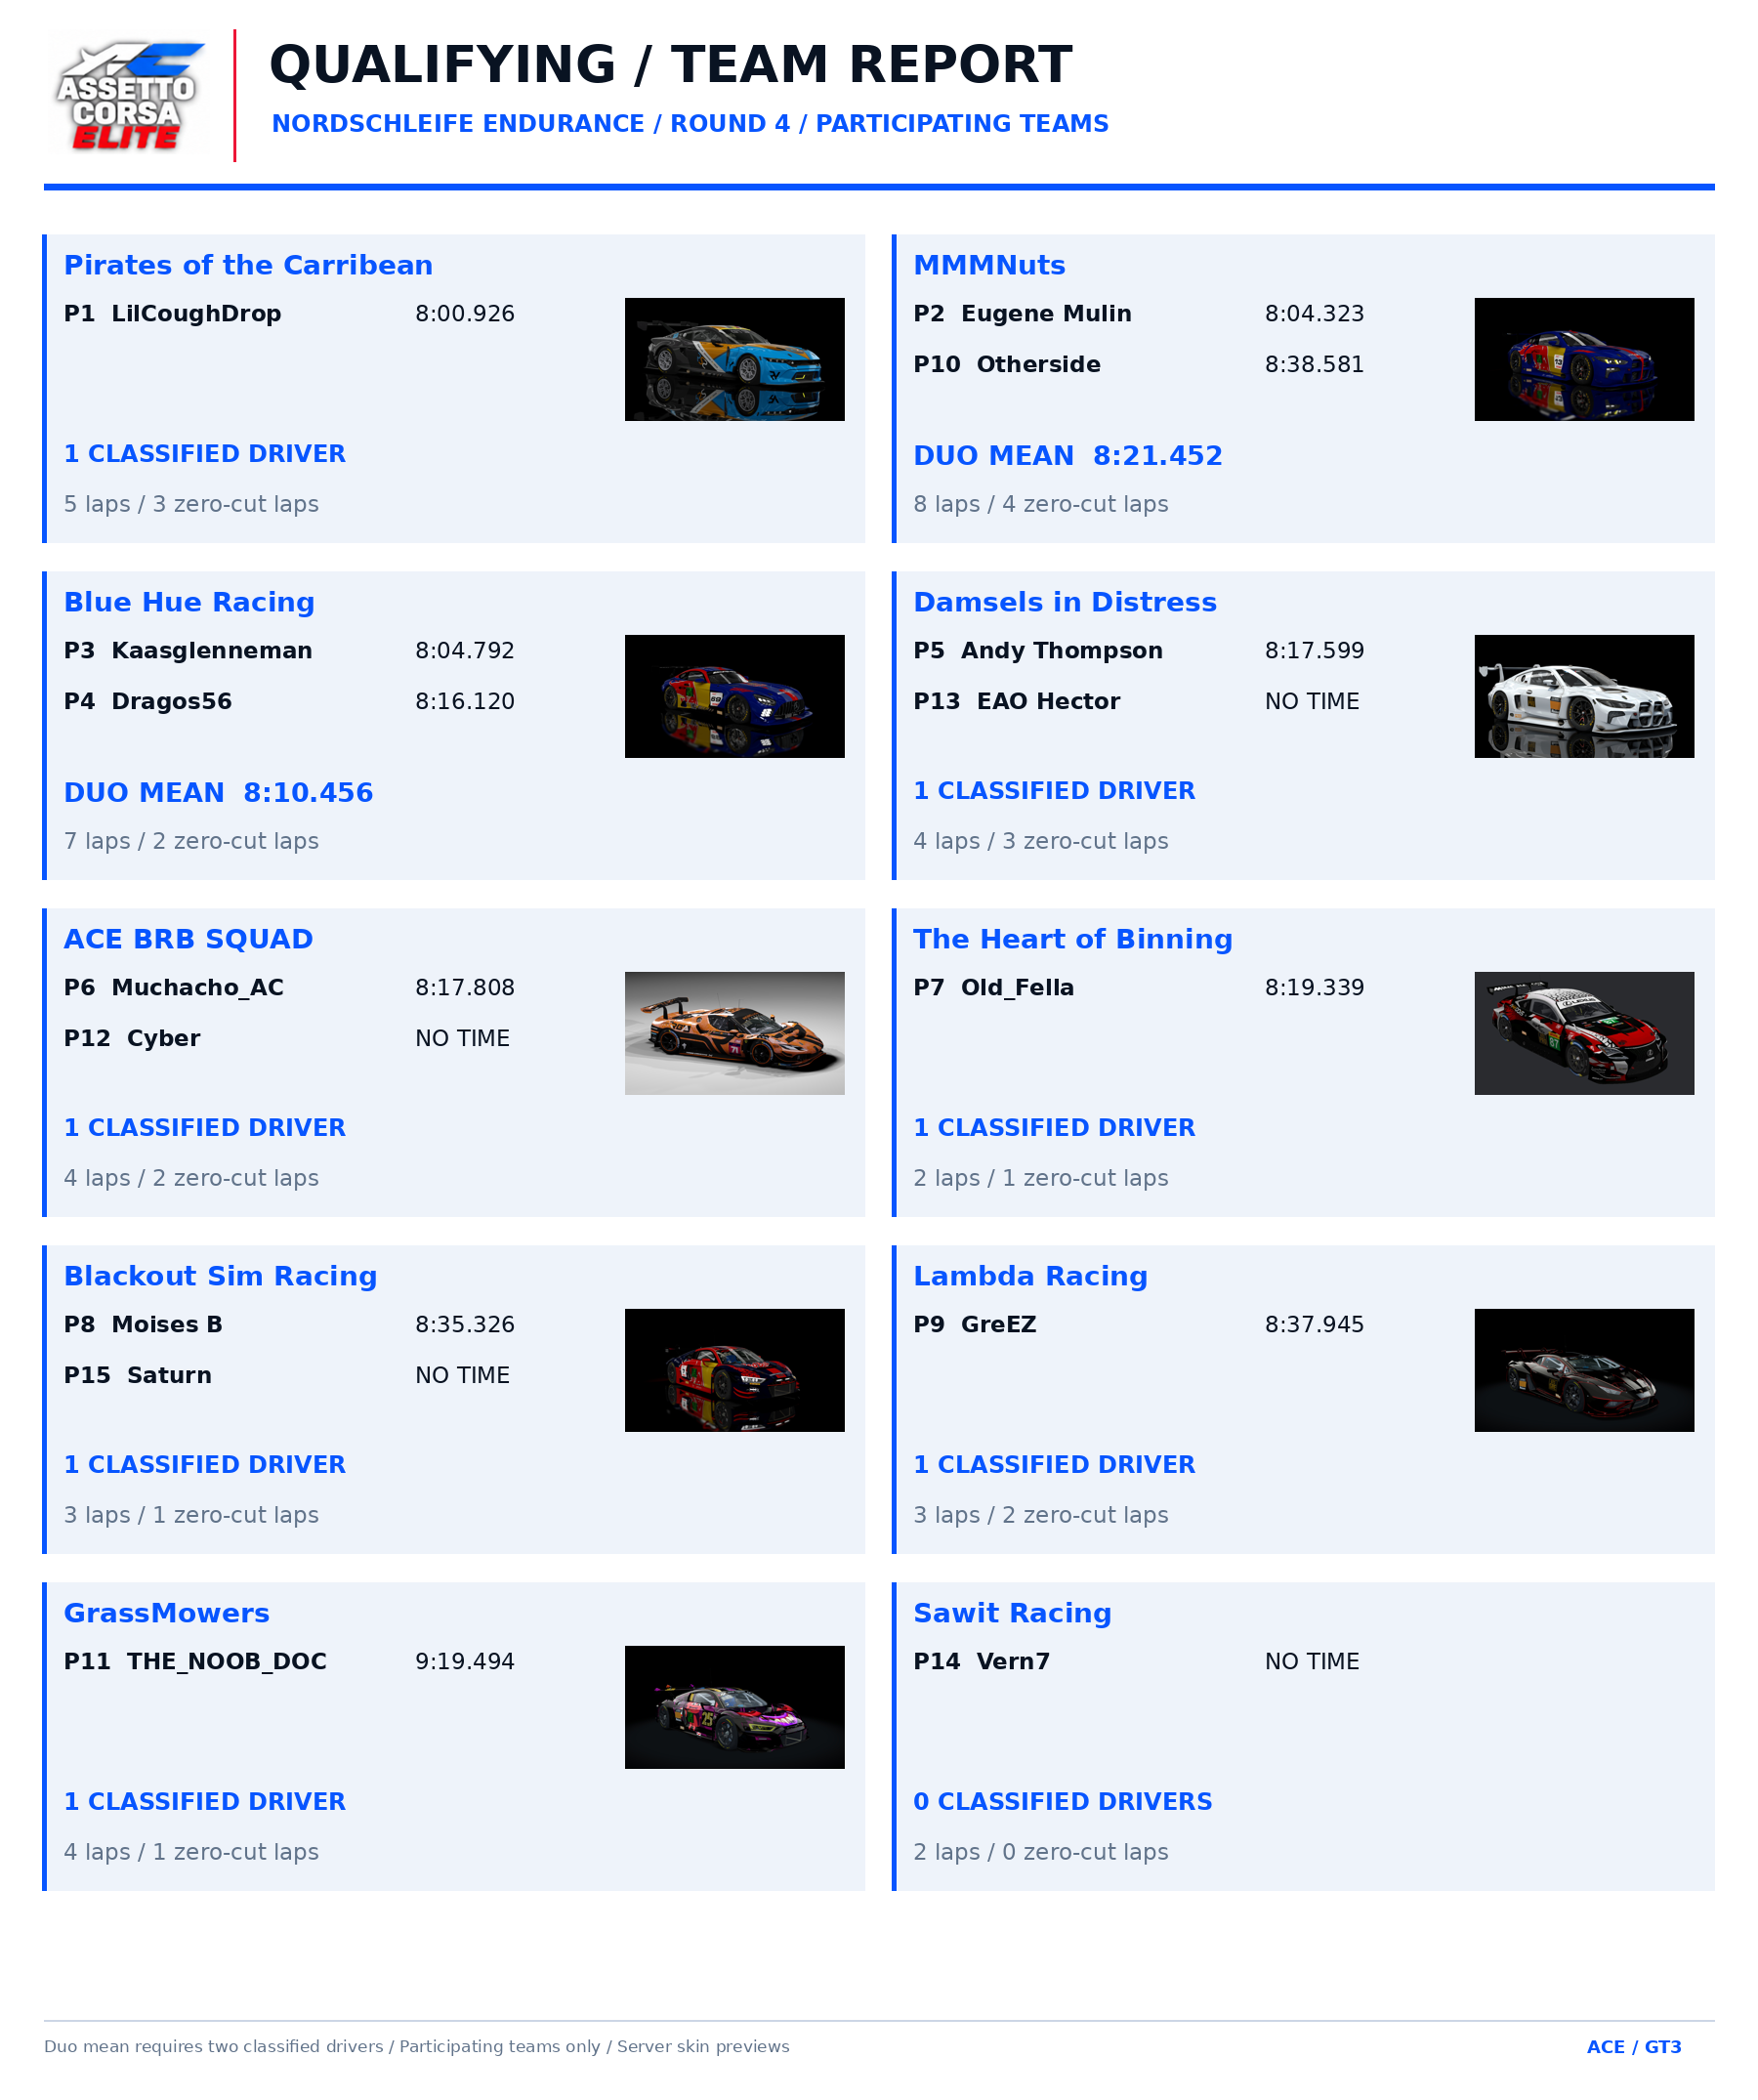 ASSETTO
CORSA
ELITE
QUALIFYING / TEAM REPORT
NORDSCHLEIFE ENDURANCE / ROUND 4 / PARTICIPATING TEAMS
Pirates of the Carribean
P1 LilCoughDrop 8:00.926
1 CLASSIFIED DRIVER
5 laps / 3 zero-cut laps
MMMNuts
P2 Eugene Mulin 8:04.323
P10 Otherside 8:38.581
DUO MEAN 8:21.452
8 laps / 4 zero-cut laps
Blue Hue Racing
P3 Kaasglenneman 8:04.792
P4 Dragos56 8:16.120
DUO MEAN 8:10.456
7 laps / 2 zero-cut laps
Damsels in Distress
P5 Andy Thompson 8:17.599
P13 EAO Hector NO TIME
1 CLASSIFIED DRIVER
4 laps / 3 zero-cut laps
ACE BRB SQUAD
P6 Muchacho_AC 8:17.808
P12 Cyber NO TIME
1 CLASSIFIED DRIVER
4 laps / 2 zero-cut laps
The Heart of Binning
P7 Old_Fella 8:19.339
1 CLASSIFIED DRIVER
2 laps / 1 zero-cut laps
Blackout Sim Racing
P8 Moises B 8:35.326
P15 Saturn NO TIME
1 CLASSIFIED DRIVER
3 laps / 1 zero-cut laps
Lambda Racing
P9 GreEZ 8:37.945
1 CLASSIFIED DRIVER
3 laps / 2 zero-cut laps
GrassMowers
P11 THE_NOOB_DOC 9:19.494
1 CLASSIFIED DRIVER
4 laps / 1 zero-cut laps
Sawit Racing
P14 Vern7 NO TIME
0 CLASSIFIED DRIVERS
2 laps / 0 zero-cut laps
Duo mean requires two classified drivers / Participating teams only / Server skin previews
ACE / GT3